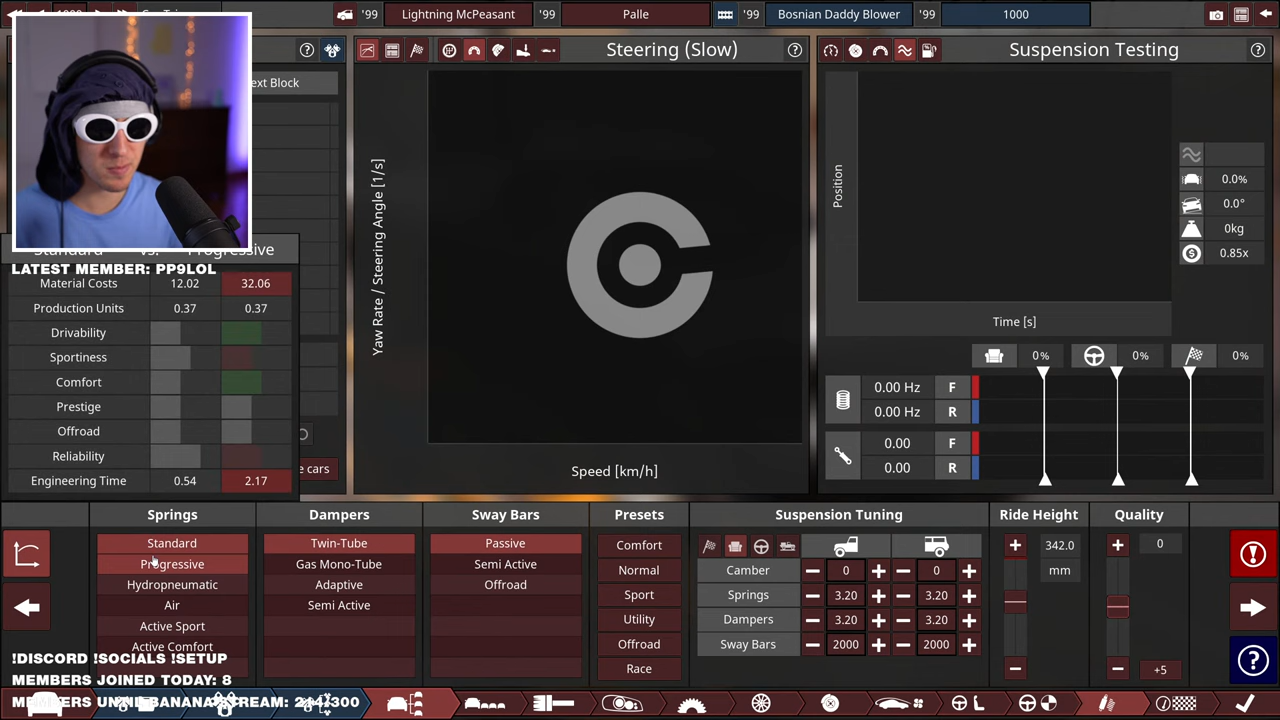 1000
'99
Lightning McPeasant
'99
Palle
'99
Bosnian Daddy Blower
'99
1000
ext Block
Steering (Slow)
Suspension Testing
Yaw Rate / Steering Angle [1/s]
Speed [km/h]
Position
0.0%
0.0°
0kg
0.85x
Time [s]
0%
0%
0%
0.00 Hz F
0.00 Hz R
0.00 F
0.00 R
Standard vs. Progressive
LATEST MEMBER: PP9LOL
Material Costs 12.02 32.06
Production Units 0.37 0.37
Drivability
Sportiness
Comfort
Prestige
Offroad
Reliability
Engineering Time 0.54 2.17
e cars
Springs
Standard
Progressive
Hydropneumatic
Air
Active Sport
Active Comfort
Dampers
Twin-Tube
Gas Mono-Tube
Adaptive
Semi Active
Sway Bars
Passive
Semi Active
Offroad
Presets
Comfort
Normal
Sport
Utility
Offroad
Race
Suspension Tuning
Camber − 0 + − 0 +
Springs − 3.20 + − 3.20 +
Dampers − 3.20 + − 3.20 +
Sway Bars − 2000 + − 2000 +
Ride Height
+ 342.0
mm
−
Quality
+ 0
− +5
!DISCORD !SOCIALS !SETUP
MEMBERS JOINED TODAY: 8